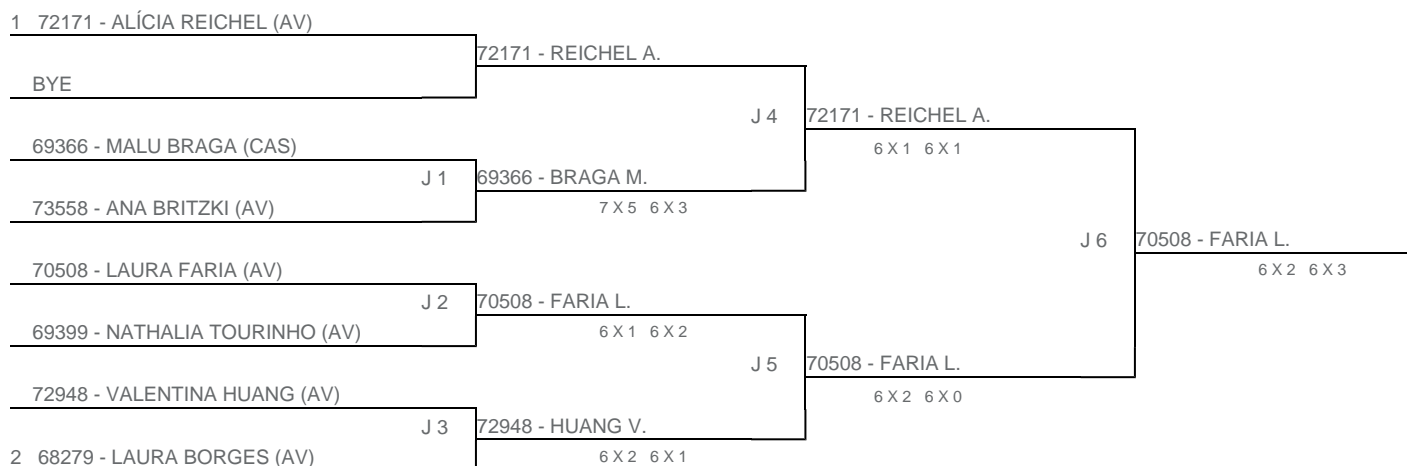 1 72171 - ALÍCIA REICHEL (AV)
72171 - REICHEL A.
BYE
J 4 72171 - REICHEL A.
6 X 1 6 X 1
69366 - MALU BRAGA (CAS)
J 1 69366 - BRAGA M.
7 X 5 6 X 3
73558 - ANA BRITZKI (AV)
J 6 70508 - FARIA L.
6 X 2 6 X 3
70508 - LAURA FARIA (AV)
J 2 70508 - FARIA L.
6 X 1 6 X 2
69399 - NATHALIA TOURINHO (AV)
J 5 70508 - FARIA L.
6 X 2 6 X 0
72948 - VALENTINA HUANG (AV)
J 3 72948 - HUANG V.
6 X 2 6 X 1
2 68279 - LAURA BORGES (AV)